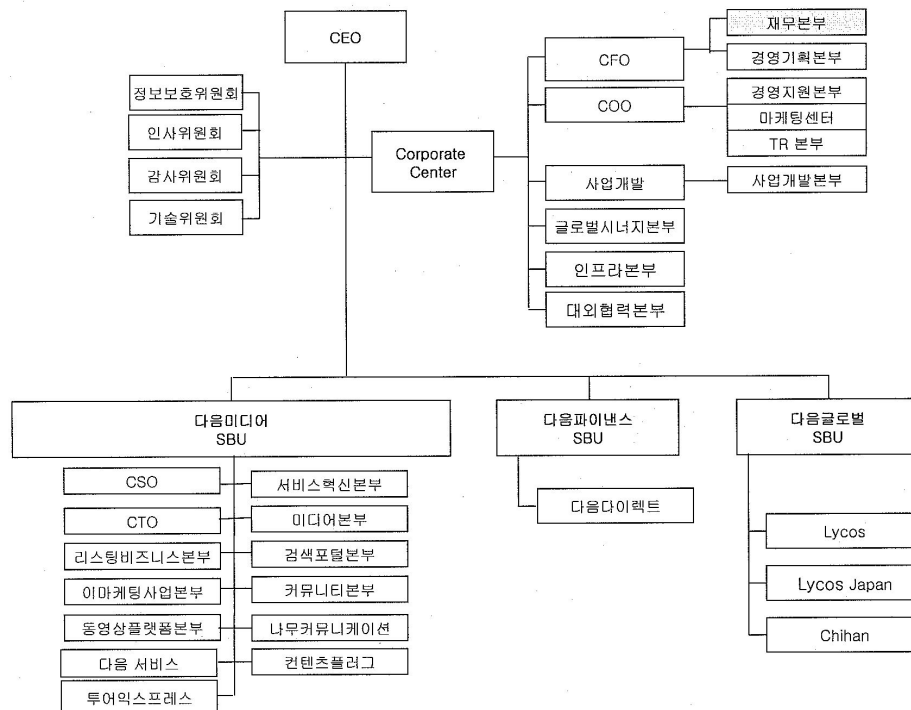 CEO
정보보호위원회
인사위원회
감사위원회
기술위원회
Corporate
Center
CFO
COO
사업개발
글로벌시너지본부
인프라본부
대외협력본부
재무본부
경영기획본부
경영지원본부
마케팅센터
TR 본부
사업개발본부
다음미디어
SBU
CSO
서비스혁신본부
CTO
미디어본부
리스팅비즈니스본부
검색포털본부
이마케팅사업본부
커뮤니티본부
동영상플랫폼본부
나무커뮤니케이션
다음 서비스
컨텐츠플러그
투어익스프레스
다음파이낸스
SBU
다음다이렉트
다음글로벌
SBU
Lycos
Lycos Japan
Chihan